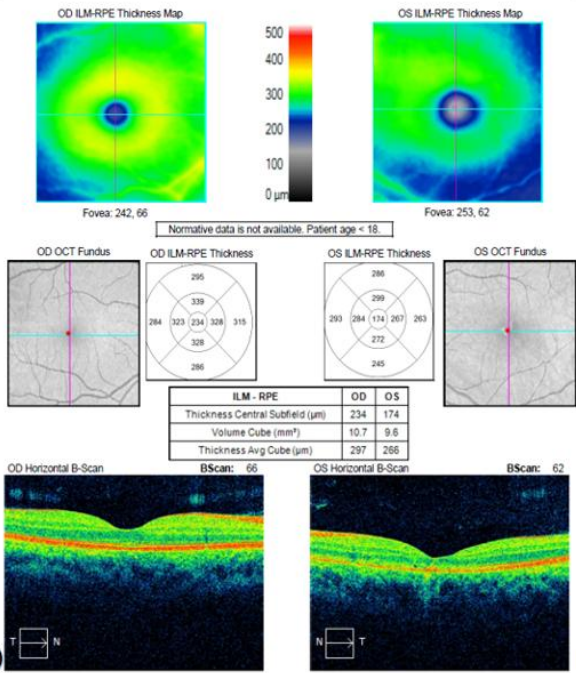 OD ILM-RPE Thickness Map
OS ILM-RPE Thickness Map
500
400
300
200
100
0 µm
Fovea: 242, 66
Fovea: 253, 62
Normative data is not available. Patient age < 18.
OD OCT Fundus
OD ILM-RPE Thickness
OS ILM-RPE Thickness
OS OCT Fundus
295
339
284 323 234 328 315
328
286
286
299
293 284 174 267 263
272
245
ILM - RPE OD OS
Thickness Central Subfield (µm) 234 174
Volume Cube (mm³) 10.7 9.6
Thickness Avg Cube (µm) 297 266
OD Horizontal B-Scan BScan: 66
OS Horizontal B-Scan BScan: 62
T N
N T